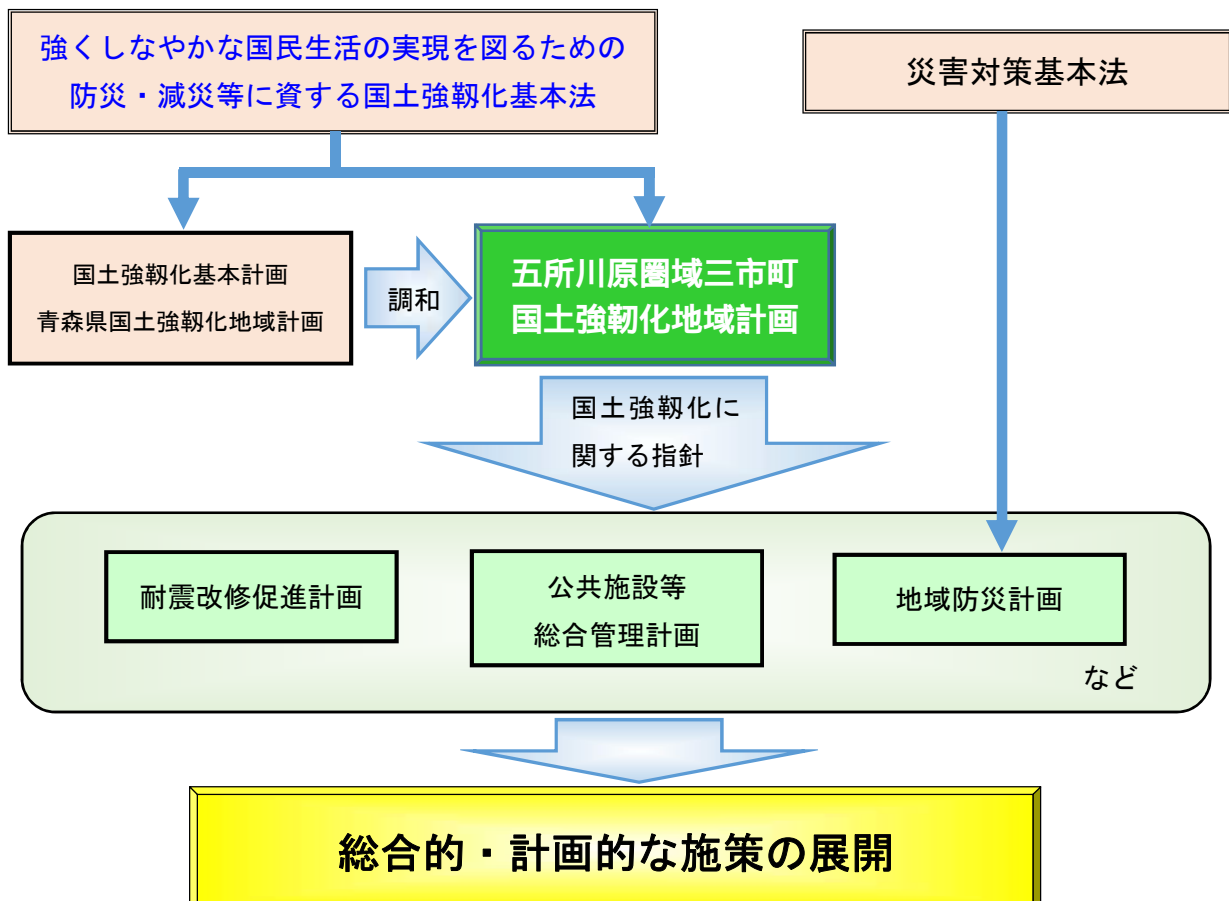 強くしなやかな国民生活の実現を図るための
防災・減災等に資する国土強靱化基本法
災害対策基本法
国土強靱化基本計画
青森県国土強靱化地域計画
調和
五所川原圏域三市町
国土強靭化地域計画
国土強靱化に
関する指針
耐震改修促進計画
公共施設等
総合管理計画
地域防災計画
など
総合的・計画的な施策の展開